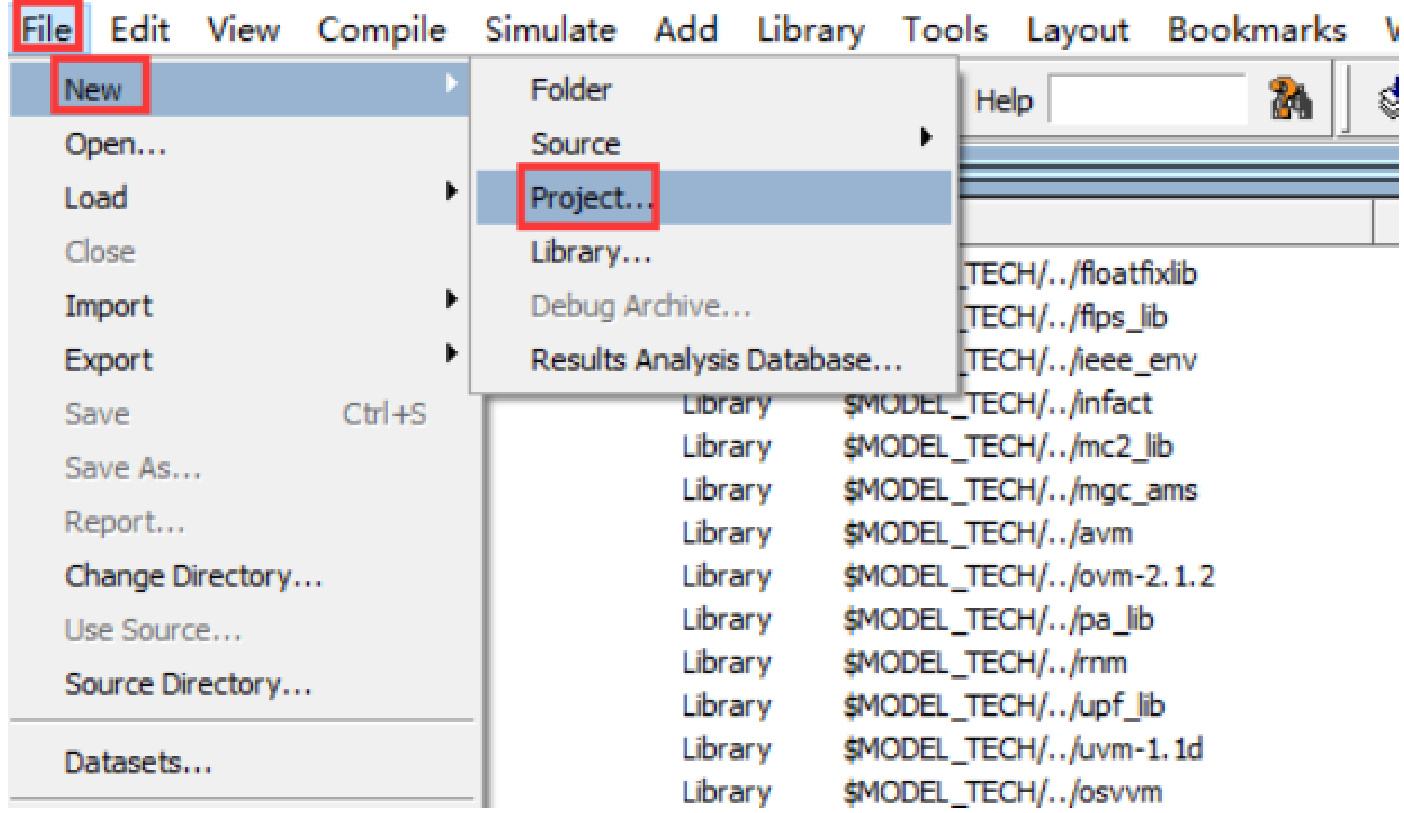 File Edit View Compile Simulate Add Library Tools Layout Bookmarks
New
Open...
Load
Close
Import
Export
Save Ctrl+S
Save As...
Report...
Change Directory...
Use Source...
Source Directory...
Datasets...
Folder
Source
Project...
Library...
Debug Archive...
Results Analysis Database...
Help
_TECH/../floatfixlib
_TECH/../flps_lib
_TECH/../ieee_env
Library $MODEL_TECH/../infact
Library $MODEL_TECH/../mc2_lib
Library $MODEL_TECH/../mgc_ams
Library $MODEL_TECH/../avm
Library $MODEL_TECH/../ovm-2.1.2
Library $MODEL_TECH/../pa_lib
Library $MODEL_TECH/../rnm
Library $MODEL_TECH/../upf_lib
Library $MODEL_TECH/../uvm-1.1d
Library $MODEL_TECH/../osvvm